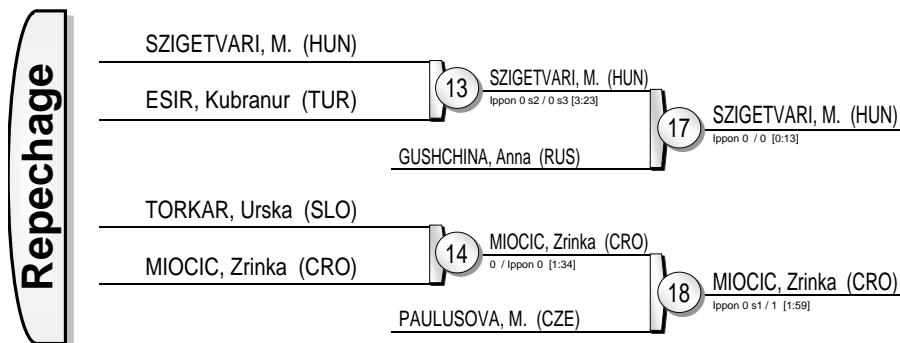 Repechage
SZIGETVARI, M. (HUN)
ESIR, Kubranur (TUR)
13
SZIGETVARI, M. (HUN)
Ippon 0 s2 / 0 s3 [3:23]
GUSHCHINA, Anna (RUS)
17
SZIGETVARI, M. (HUN)
Ippon 0 / 0 [0:13]
TORKAR, Urska (SLO)
MIOCIC, Zrinka (CRO)
14
MIOCIC, Zrinka (CRO)
0 / Ippon 0 [1:34]
PAULUSOVA, M. (CZE)
18
MIOCIC, Zrinka (CRO)
Ippon 0 s1 / 1 [1:59]